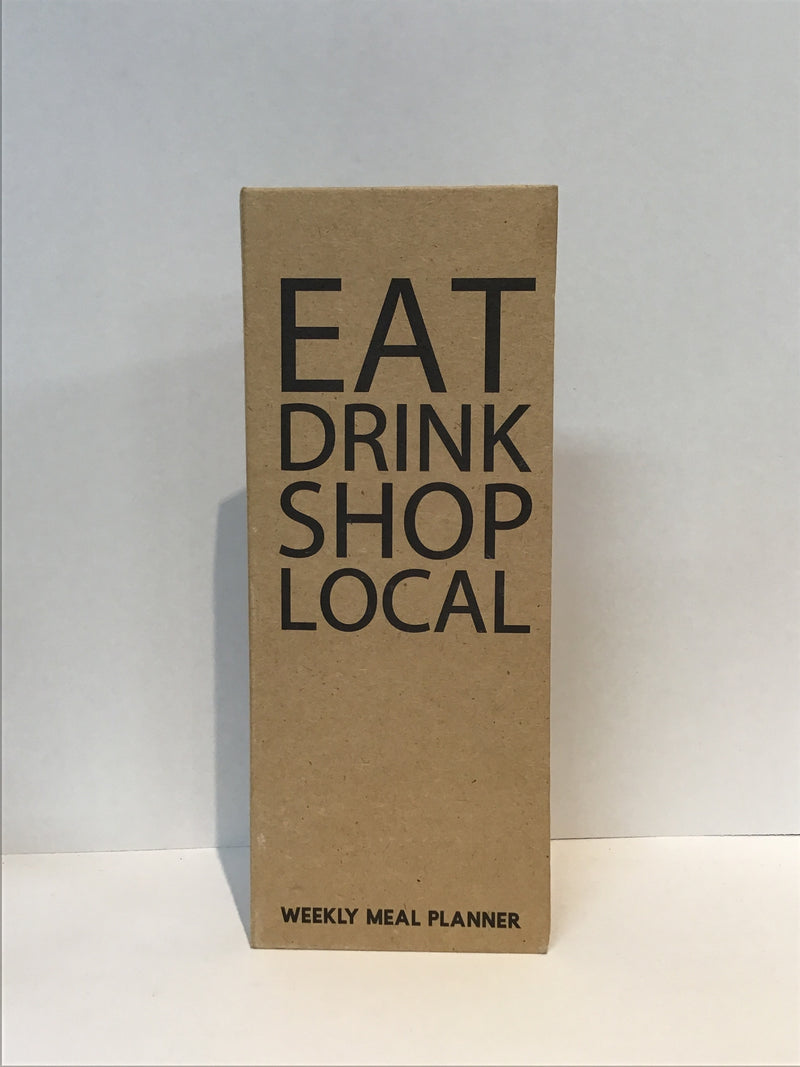 EAT
DRINK
SHOP
LOCAL
WEEKLY MEAL PLANNER